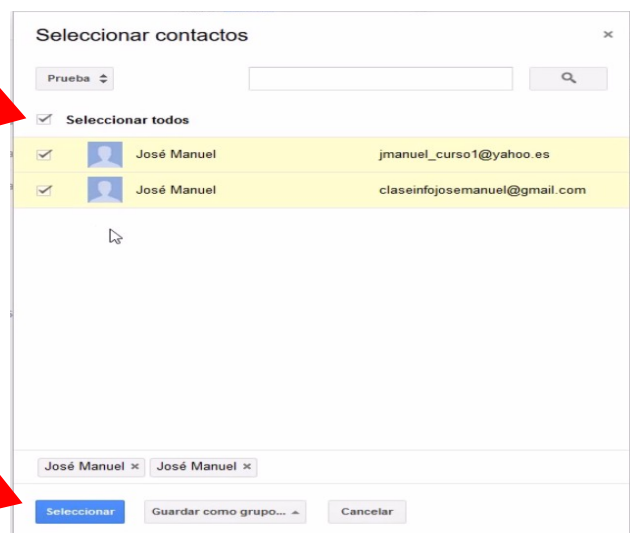 Seleccionar contactos
Prueba
Seleccionar todos
José Manuel jmanuel_curso1@yahoo.es
José Manuel claseinfojosemanuel@gmail.com
José Manuel × José Manuel ×
Seleccionar Guardar como grupo... Cancelar